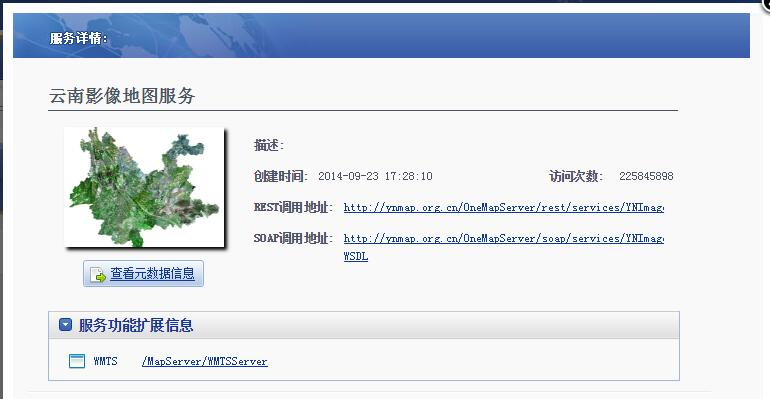 服务详情:
云南影像地图服务
描述:
创建时间: 2014-09-23 17:28:10 访问次数: 225845898
REST调用地址: http://ynmap.org.cn/OneMapServer/rest/services/YNImage
SOAP调用地址: http://ynmap.org.cn/OneMapServer/soap/services/YNImage
WSDL
查看元数据信息
服务功能扩展信息
WMTS /MapServer/WMTSServer